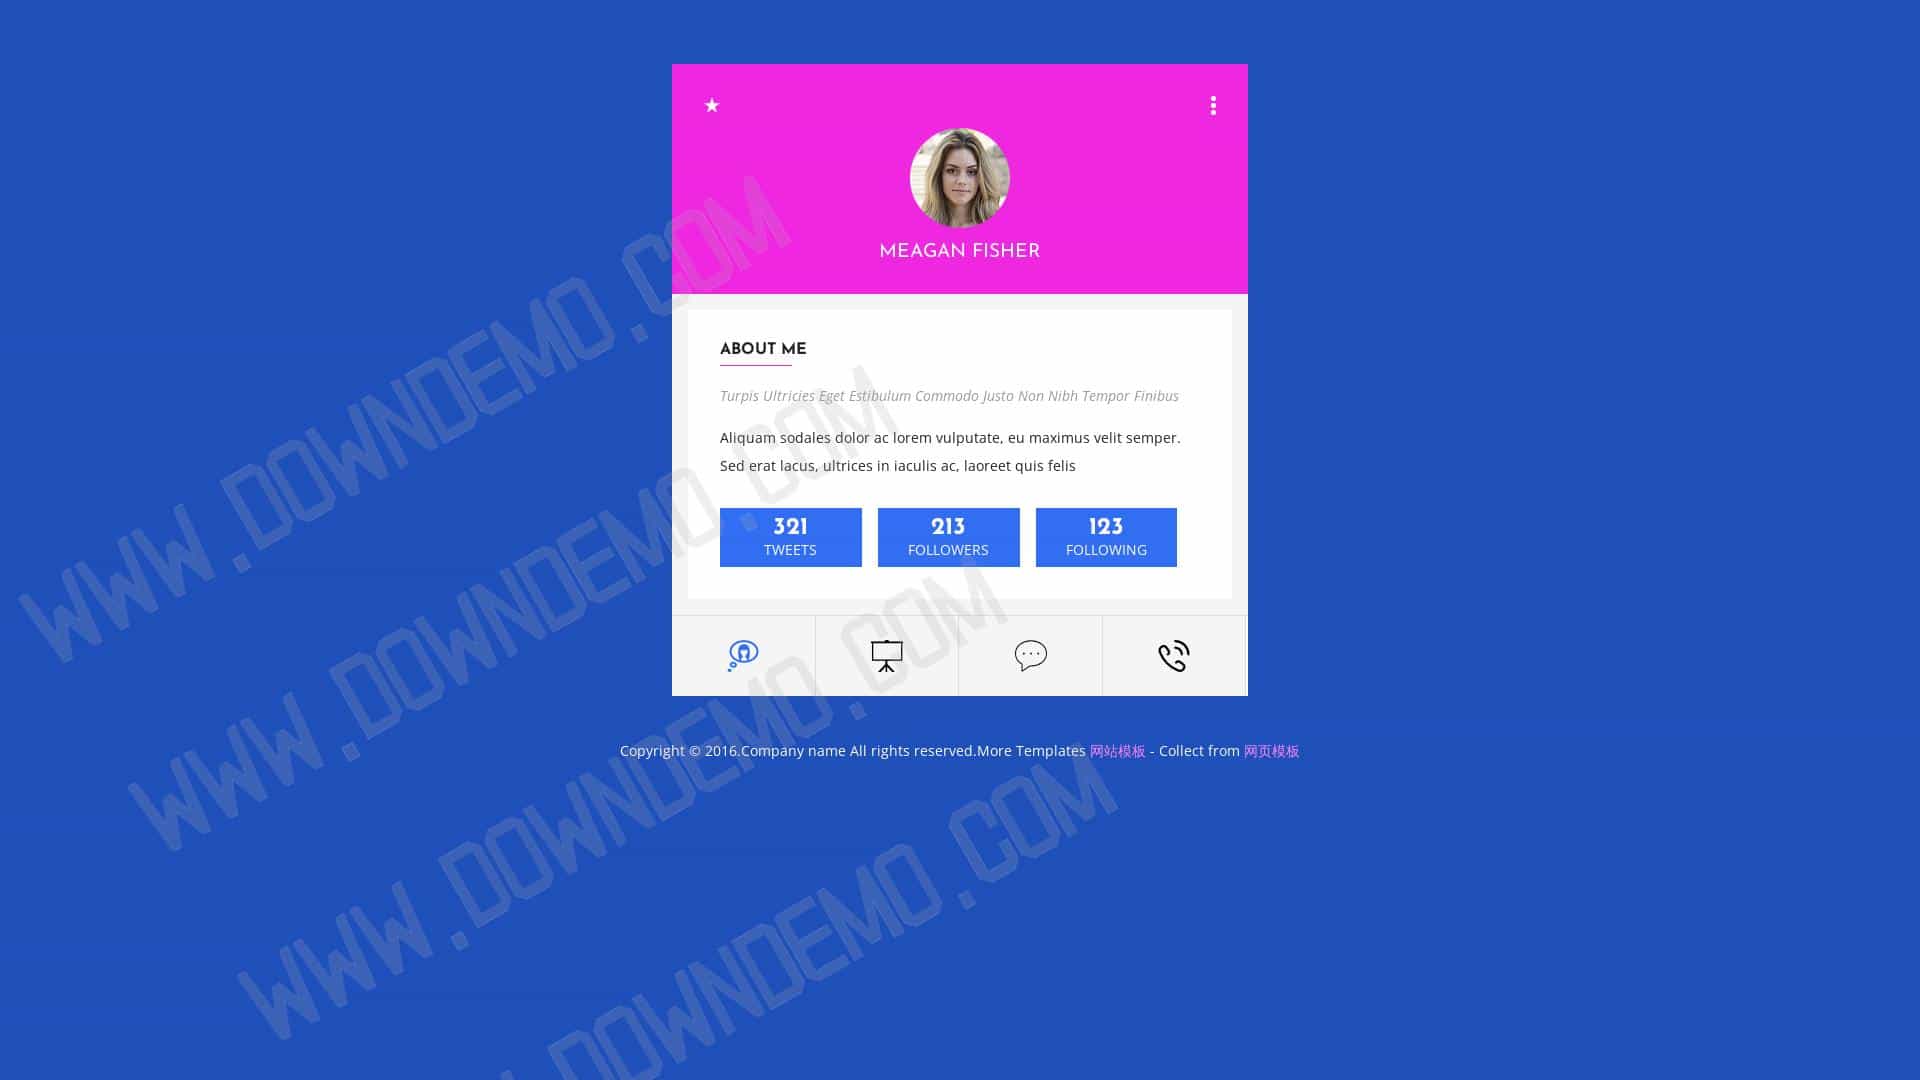 MEAGAN FISHER
ABOUT ME
Turpis Ultricies Eget Estibulum Commodo Justo Non Nibh Tempor Finibus
Aliquam sodales dolor ac lorem vulputate, eu maximus velit semper.
Sed erat lacus, ultrices in iaculis ac, laoreet quis felis
321 213 123
TWEETS FOLLOWERS FOLLOWING
Copyright © 2016.Company name All rights reserved.More Templates 网站模板 - Collect from 网页模板
WWW.DOWNDEMO.COM
WWW.DOWNDEMO.COM
WWW.DOWNDEMO.COM
.DOWNDEMO.COM